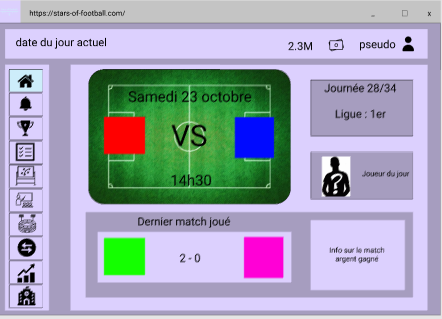 https://stars-of-football.com/
date du jour actuel
2.3M
pseudo
Samedi 23 octobre
VS
14h30
Journée 28/34
Ligue : 1er
Joueur du jour
Dernier match joué
2 - 0
Info sur le match
argent gagné